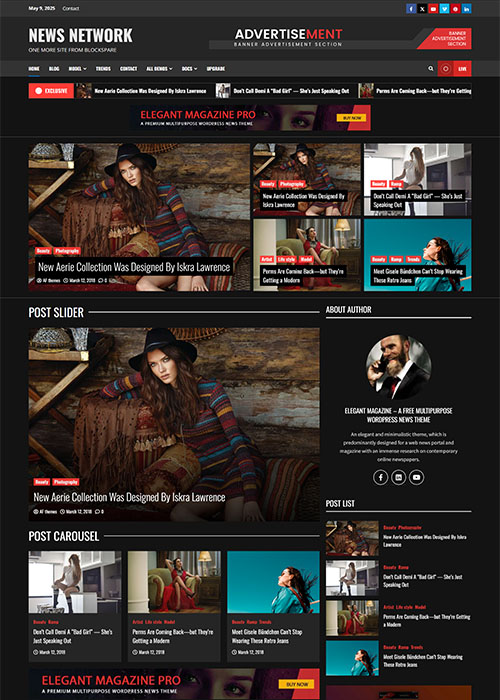 May 9, 2025 Contact
NEWS NETWORK
ONE MORE SITE FROM BLOCKSPARE
ADVERTISEMENT
BANNER ADVERTISEMENT SECTION
BANNER
ADVERTISEMENT
SECTION
HOME BLOG MODEL TRENDS CONTACT ALL DEMOS DOCS UPGRADE LIVE
EXCLUSIVE New Aerie Collection Was Designed By Iskra Lawrence Don't Call Demi A "Bad Girl" — She's Just Speaking Out Perms Are Coming Back—but They're Getting
ELEGANT MAGAZINE PRO
A PREMIUM MULTIPURPOSE WORDPRESS NEWS THEME
BUY NOW
Beauty Photography
New Aerie Collection Was Designed By Iskra Lawrence
AF themes March 12, 2018 0
Beauty Photography
New Aerie Collection Was Designed By
Iskra Lawrence
Beauty Ramp
Don't Call Demi A "Bad Girl" — She's Just
Speaking Out
Artist Life style Model
Perms Are Coming Back—but They're
Getting a Modern
Beauty Ramp Trends
Meet Gisele Bündchen Can't Stop Wearing
These Retro Jeans
POST SLIDER
Beauty Photography
New Aerie Collection Was Designed By Iskra Lawrence
AF themes March 12, 2018 0
POST CAROUSEL
Beauty Ramp
Don't Call Demi A "Bad Girl" — She's
Just Speaking Out
March 12, 2018
Artist Life style Model
Perms Are Coming Back—but They're
Getting a Modern
March 12, 2018
Beauty Ramp Trends
Meet Gisele Bündchen Can't Stop
Wearing These Retro Jeans
March 12, 2018
ELEGANT MAGAZINE PRO
A PREMIUM MULTIPURPOSE WORDPRESS NEWS THEME
BUY NOW
ABOUT AUTHOR
ELEGANT MAGAZINE – A FREE MULTIPURPOSE
WORDPRESS NEWS THEME
An elegant and minimalistic theme, which is
predominantly designed for a web news portal and
magazine with an immense research on contemporary
online newspapers.
POST LIST
Beauty Photography
New Aerie Collection Was Designed By Iskra
Lawrence
Beauty Ramp
Don't Call Demi A "Bad Girl" — She's Just
Speaking Out
Artist Life style Model
Perms Are Coming Back—but They're Getting
a Modern
Beauty Ramp Trends
Meet Gisele Bündchen Can't Stop Wearing
These Retro Jeans